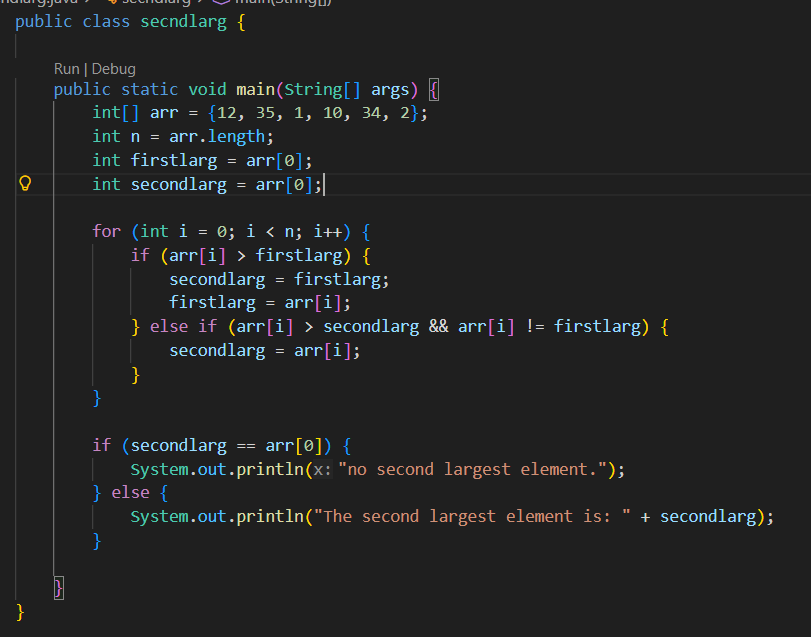 secndlarg main(String[])
public class secndlarg {
Run | Debug
public static void main(String[] args) {
int[] arr = {12, 35, 1, 10, 34, 2};
int n = arr.length;
int firstlarg = arr[0];
int secondlarg = arr[0];
for (int i = 0; i < n; i++) {
if (arr[i] > firstlarg) {
secondlarg = firstlarg;
firstlarg = arr[i];
} else if (arr[i] > secondlarg && arr[i] != firstlarg) {
secondlarg = arr[i];
}
}
if (secondlarg == arr[0]) {
System.out.println(x: "no second largest element.");
} else {
System.out.println("The second largest element is: " + secondlarg);
}
}
}